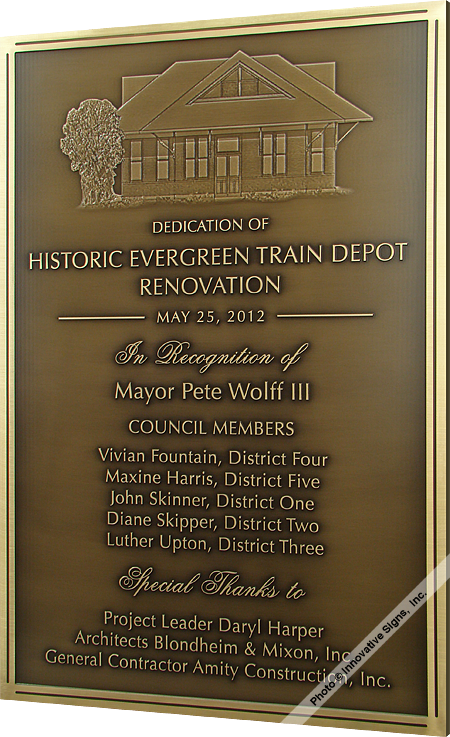 DEDICATION OF
HISTORIC EVERGREEN TRAIN DEPOT
RENOVATION
MAY 25, 2012
In Recognition of
Mayor Pete Wolff III
COUNCIL MEMBERS
Vivian Fountain, District Four
Maxine Harris, District Five
John Skinner, District One
Diane Skipper, District Two
Luther Upton, District Three
Special Thanks to
Project Leader Daryl Harper
Architects Blondheim & Mixon, Inc.
General Contractor Amity Construction, Inc.
Photo © Innovative Signs, Inc.